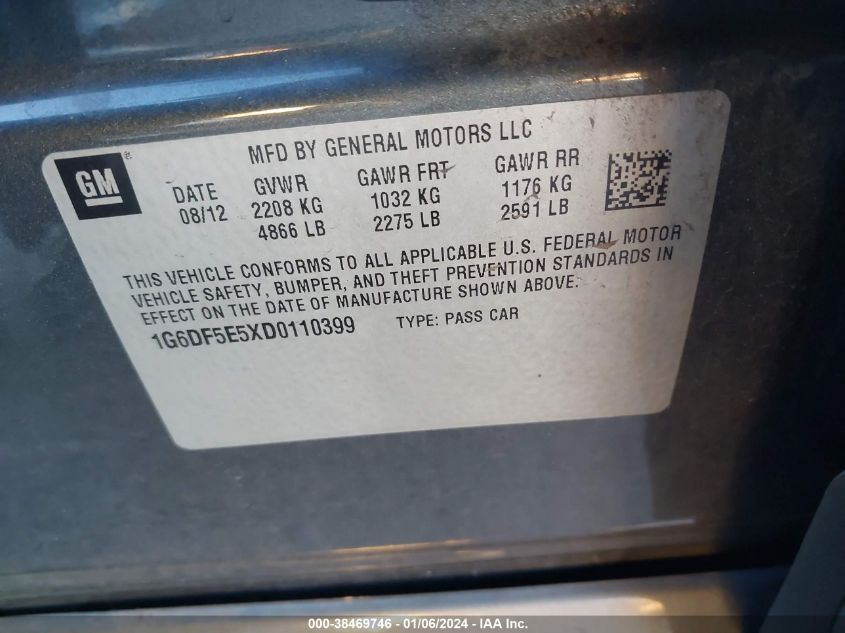 MFD BY GENERAL MOTORS LLC
GM®
DATE GVWR GAWR FRT GAWR RR
08/12 2208 KG 1032 KG 1176 KG
4866 LB 2275 LB 2591 LB
THIS VEHICLE CONFORMS TO ALL APPLICABLE U.S. FEDERAL MOTOR
VEHICLE SAFETY, BUMPER, AND THEFT PREVENTION STANDARDS IN
EFFECT ON THE DATE OF MANUFACTURE SHOWN ABOVE.
1G6DF5E5XD0110399 TYPE: PASS CAR
000-38469746 - 01/06/2024 - IAA Inc.